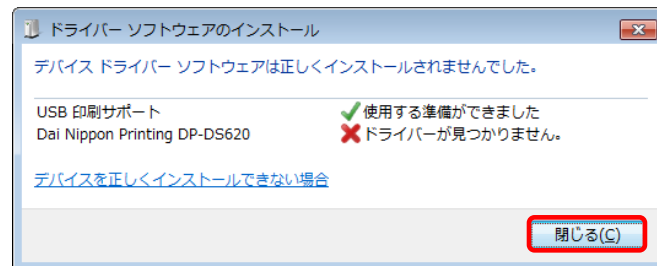 ドライバー ソフトウェアのインストール
デバイス ドライバー ソフトウェアは正しくインストールされませんでした。
USB 印刷サポート 使用する準備ができました
Dai Nippon Printing DP-DS620 ドライバーが見つかりません。
デバイスを正しくインストールできない場合
閉じる(C)